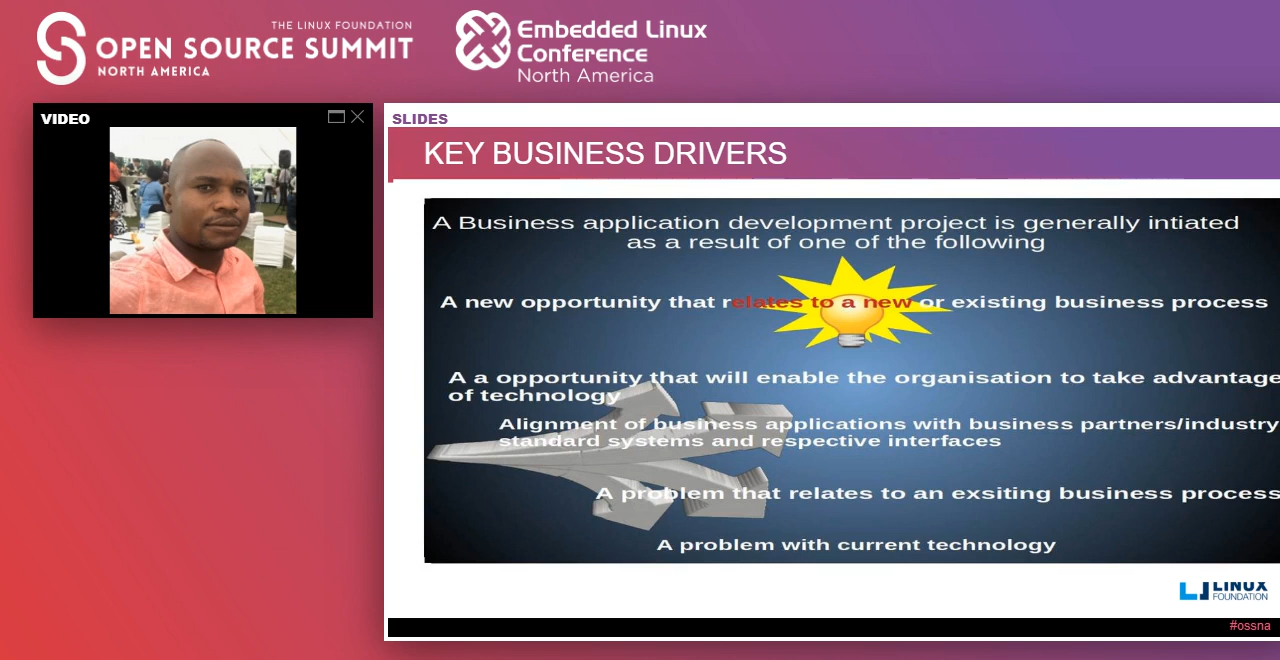 THE LINUX FOUNDATION
OPEN SOURCE SUMMIT
NORTH AMERICA
Embedded Linux
Conference
North America
VIDEO
SLIDES
KEY BUSINESS DRIVERS
A Business application development project is generally intiated
as a result of one of the following
A new opportunity that relates to a new or existing business process
A a opportunity that will enable the organisation to take advantage
of technology
Alignment of business applications with business partners/industry
standard systems and respective interfaces
A problem that relates to an exsiting business process
A problem with current technology
LINUX
FOUNDATION
#ossna